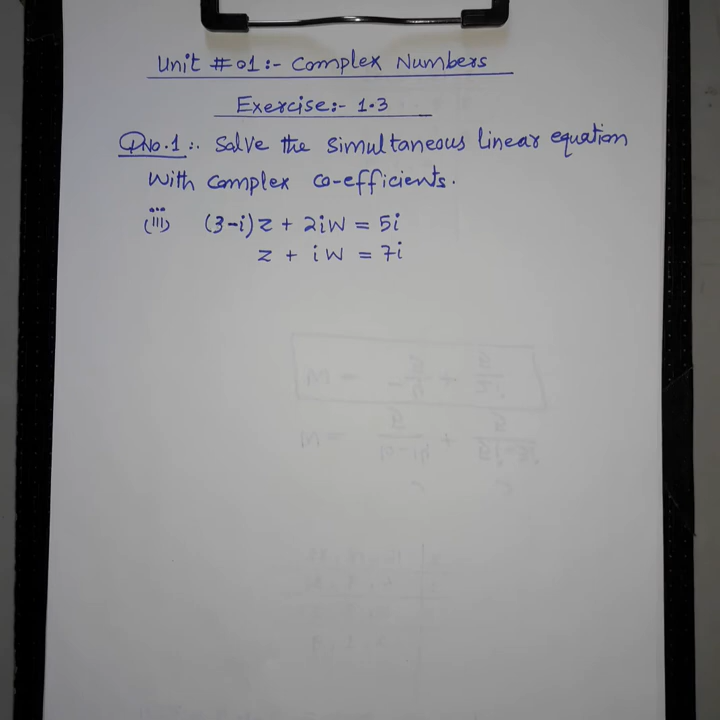 Unit #01:- Complex Numbers
Exercise:- 1.3
QNo.1:. Solve the Simultaneous linear equation
With complex co-efficients.
(iii) (3-i)z + 2iw = 5i
z + iw = 7i